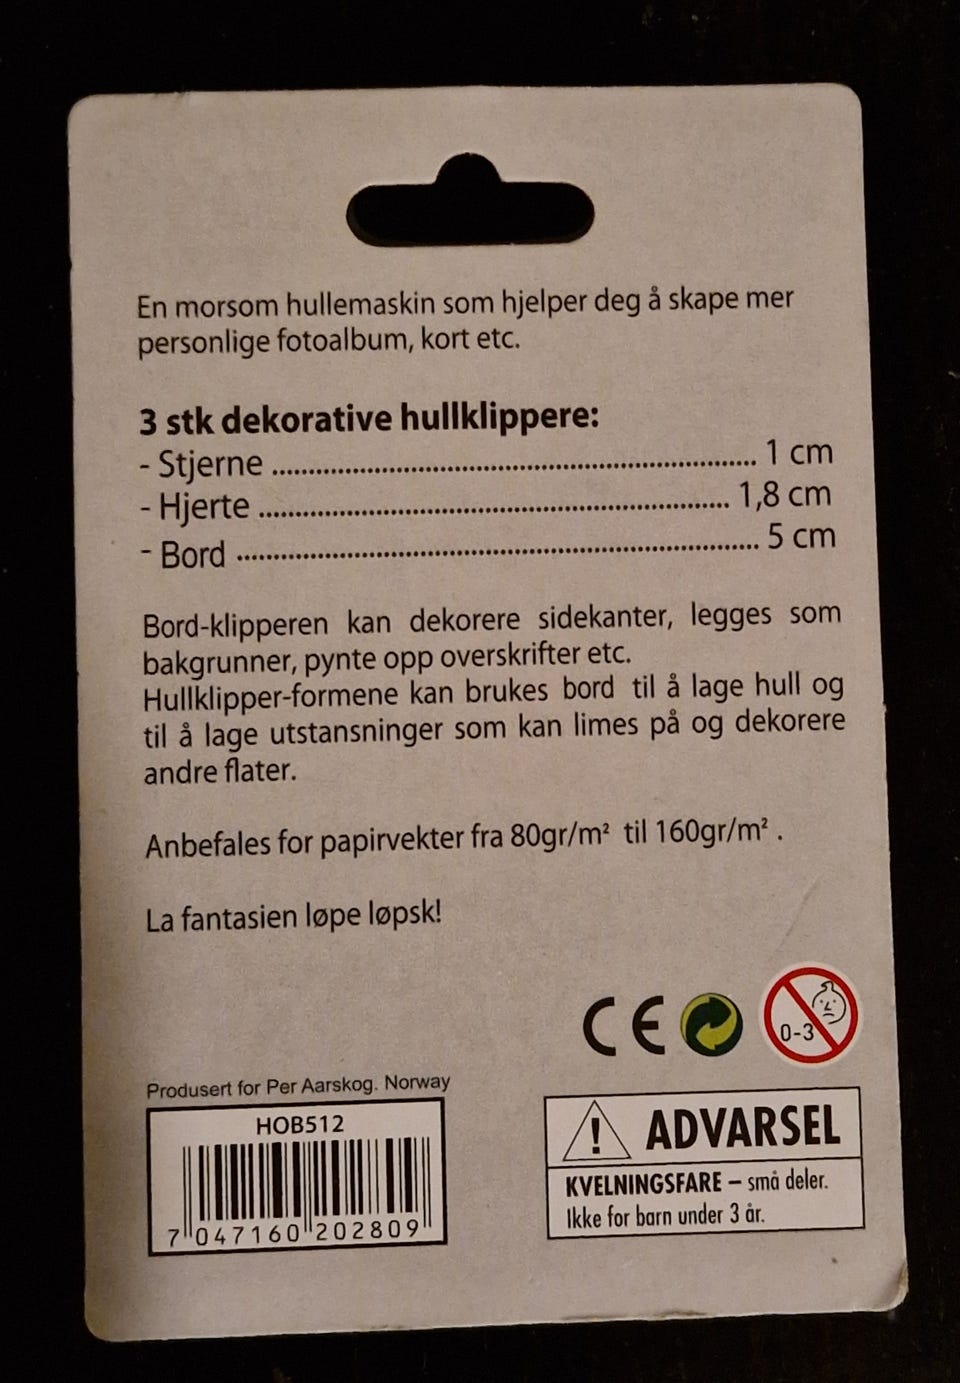 En morsom hullemaskin som hjelper deg å skape mer
personlige fotoalbum, kort etc.
3 stk dekorative hullklippere:
- Stjerne ........................................................ 1 cm
- Hjerte ........................................................ 1,8 cm
- Bord ........................................................ 5 cm
Bord-klipperen kan dekorere sidekanter, legges som
bakgrunner, pynte opp overskrifter etc.
Hullklipper-formene kan brukes bord til å lage hull og
til å lage utstansninger som kan limes på og dekorere
andre flater.
Anbefales for papirvekter fra 80gr/m² til 160gr/m² .
La fantasien løpe løpsk!
CE
0-3
Produsert for Per Aarskog. Norway
HOB512
7 047160 202809
! ADVARSEL
KVELNINGSFARE – små deler.
Ikke for barn under 3 år.